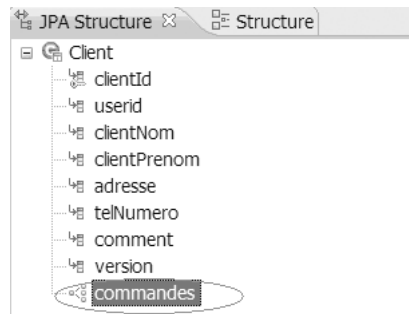 JPA Structure Structure
Client
clientId
userid
clientNom
clientPrenom
adresse
telNumero
comment
version
commandes